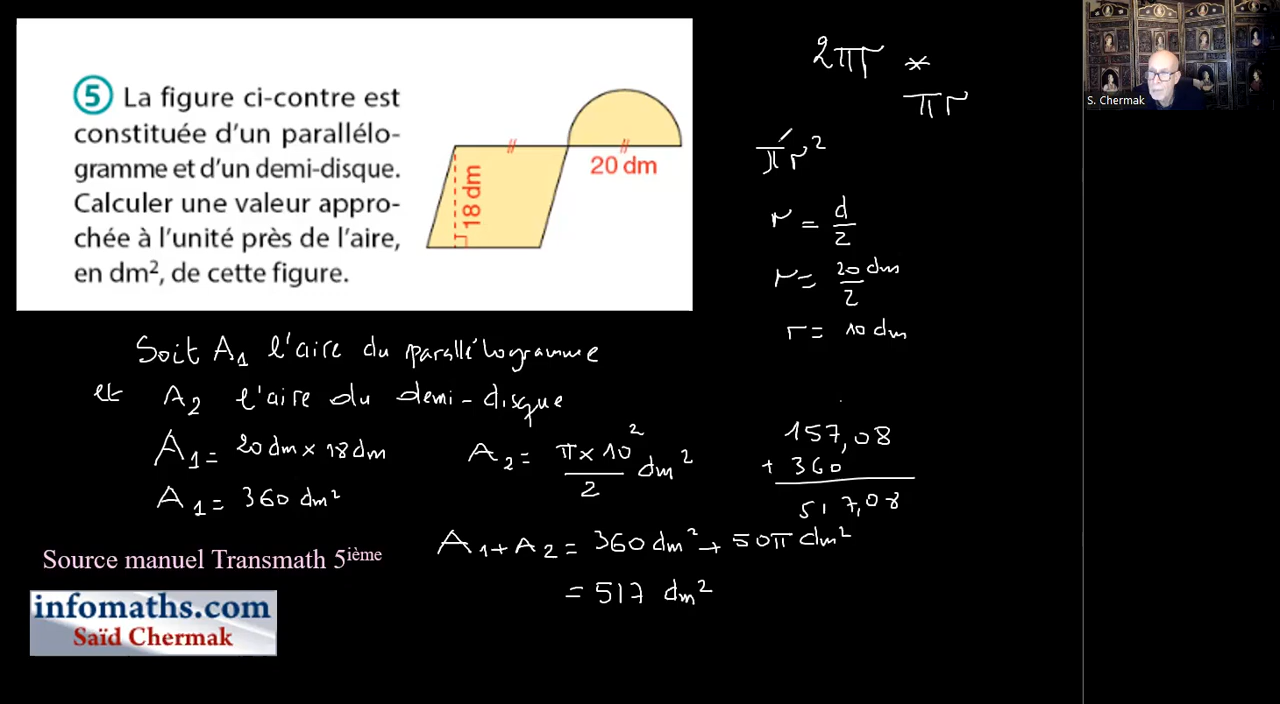 5 La figure ci-contre est
constituée d'un parallélo-
gramme et d'un demi-disque.
Calculer une valeur appro-
chée à l'unité près de l'aire,
en dm², de cette figure.
18 dm
20 dm
2πr *
πr
πr²
r = d/2
r = 20 dm/2
r = 10 dm
S. Chermak
Soit A₁ l'aire du parallélogramme
et A₂ l'aire du demi-disque
A₁ = 20 dm × 18 dm
A₁ = 360 dm²
A₂ = π × 10²/2 dm²
157,08
+ 360
517,08
A₁ + A₂ = 360 dm² + 50π dm²
= 517 dm²
Source manuel Transmath 5ième
infomaths.com
Saïd Chermak